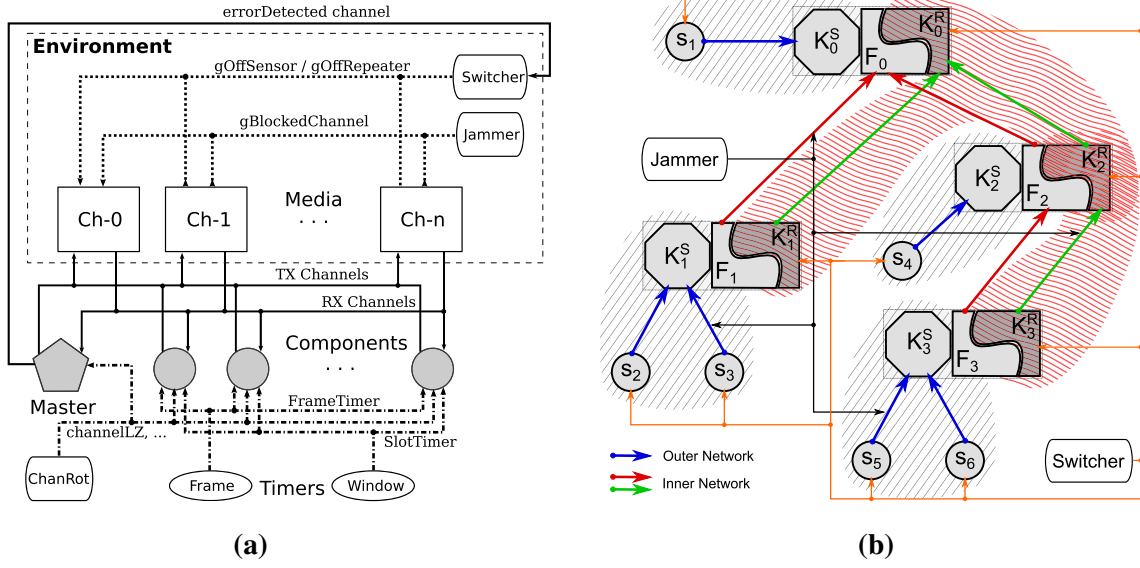 errorDetected channel
Environment
gOffSensor / gOffRepeater
Switcher
gBlockedChannel
Jammer
Ch-0
Ch-1
Media
. . .
Ch-n
TX Channels
RX Channels
Components
. . .
Master
FrameTimer
channelLZ, ...
SlotTimer
ChanRot
Frame
Timers
Window
(a)
s1
K0S
F0
K0R
Jammer
K2S
F2
K2R
K1S
F1
K1R
s4
K3S
F3
K3R
s2
s3
s5
s6
Outer Network
Inner Network
Switcher
(b)